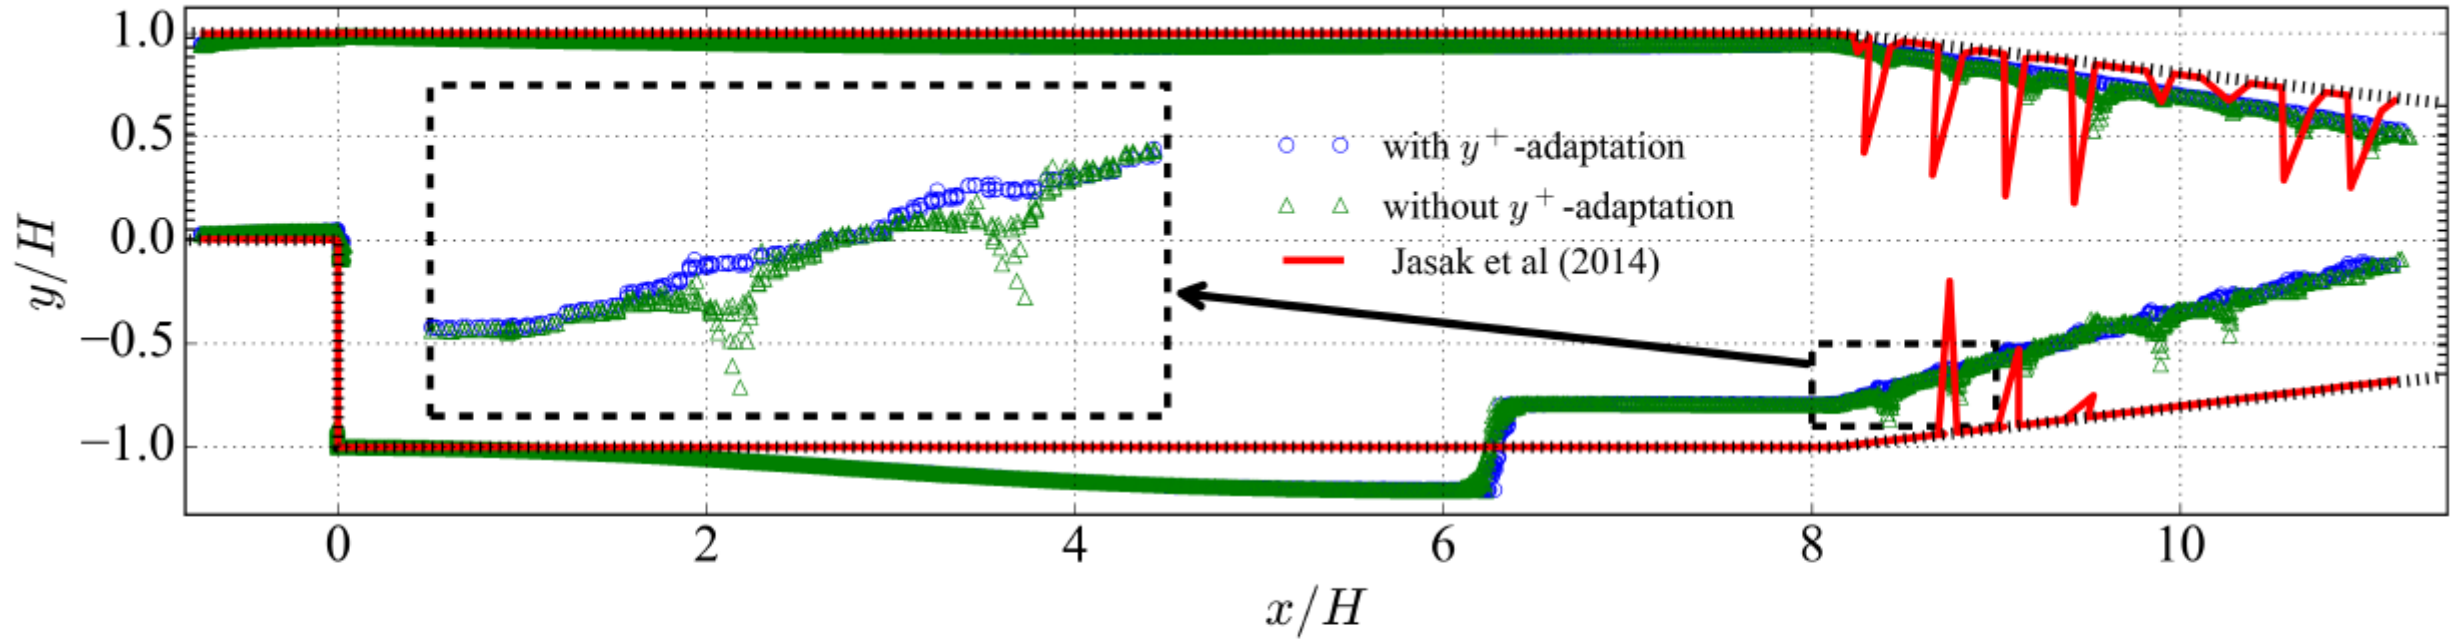 1.0
0.5
0.0
−0.5
−1.0
y/H
with y⁺-adaptation
without y⁺-adaptation
Jasak et al (2014)
0 2 4 6 8 10
x/H